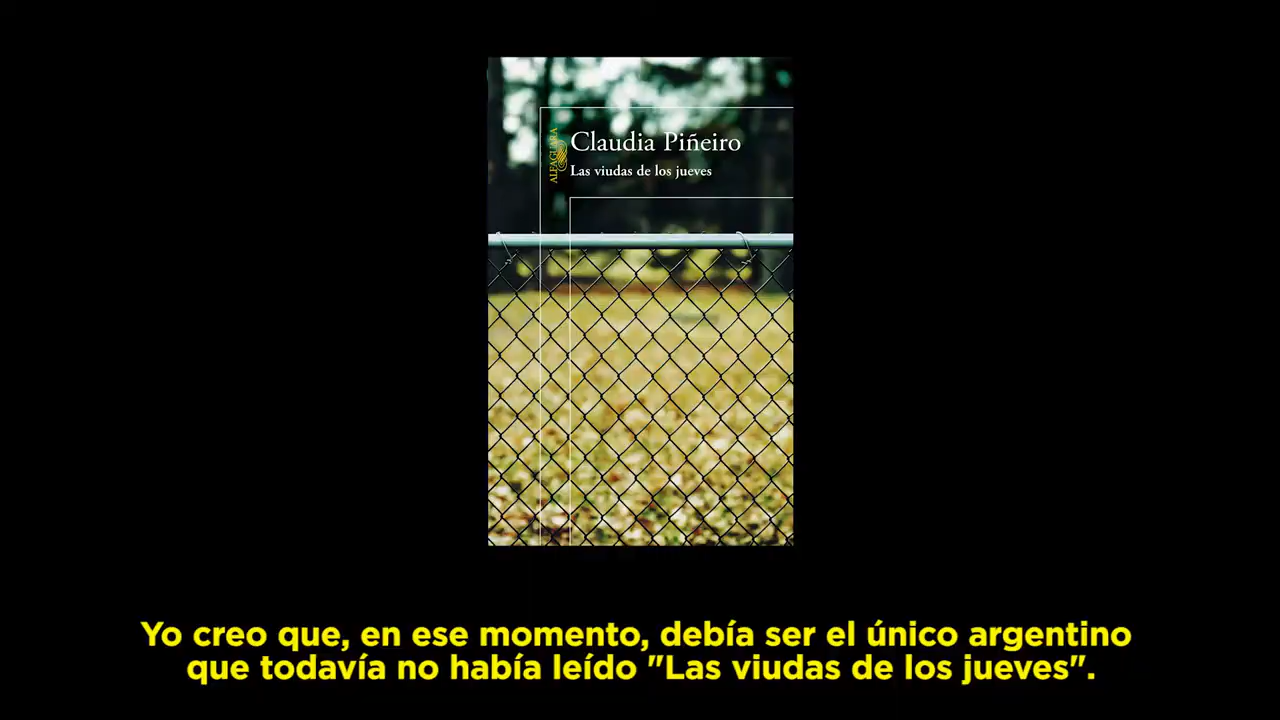 Claudia Piñeiro
ALFAGUARA
Las viudas de los jueves
Yo creo que, en ese momento, debía ser el único argentino
que todavía no había leído "Las viudas de los jueves".